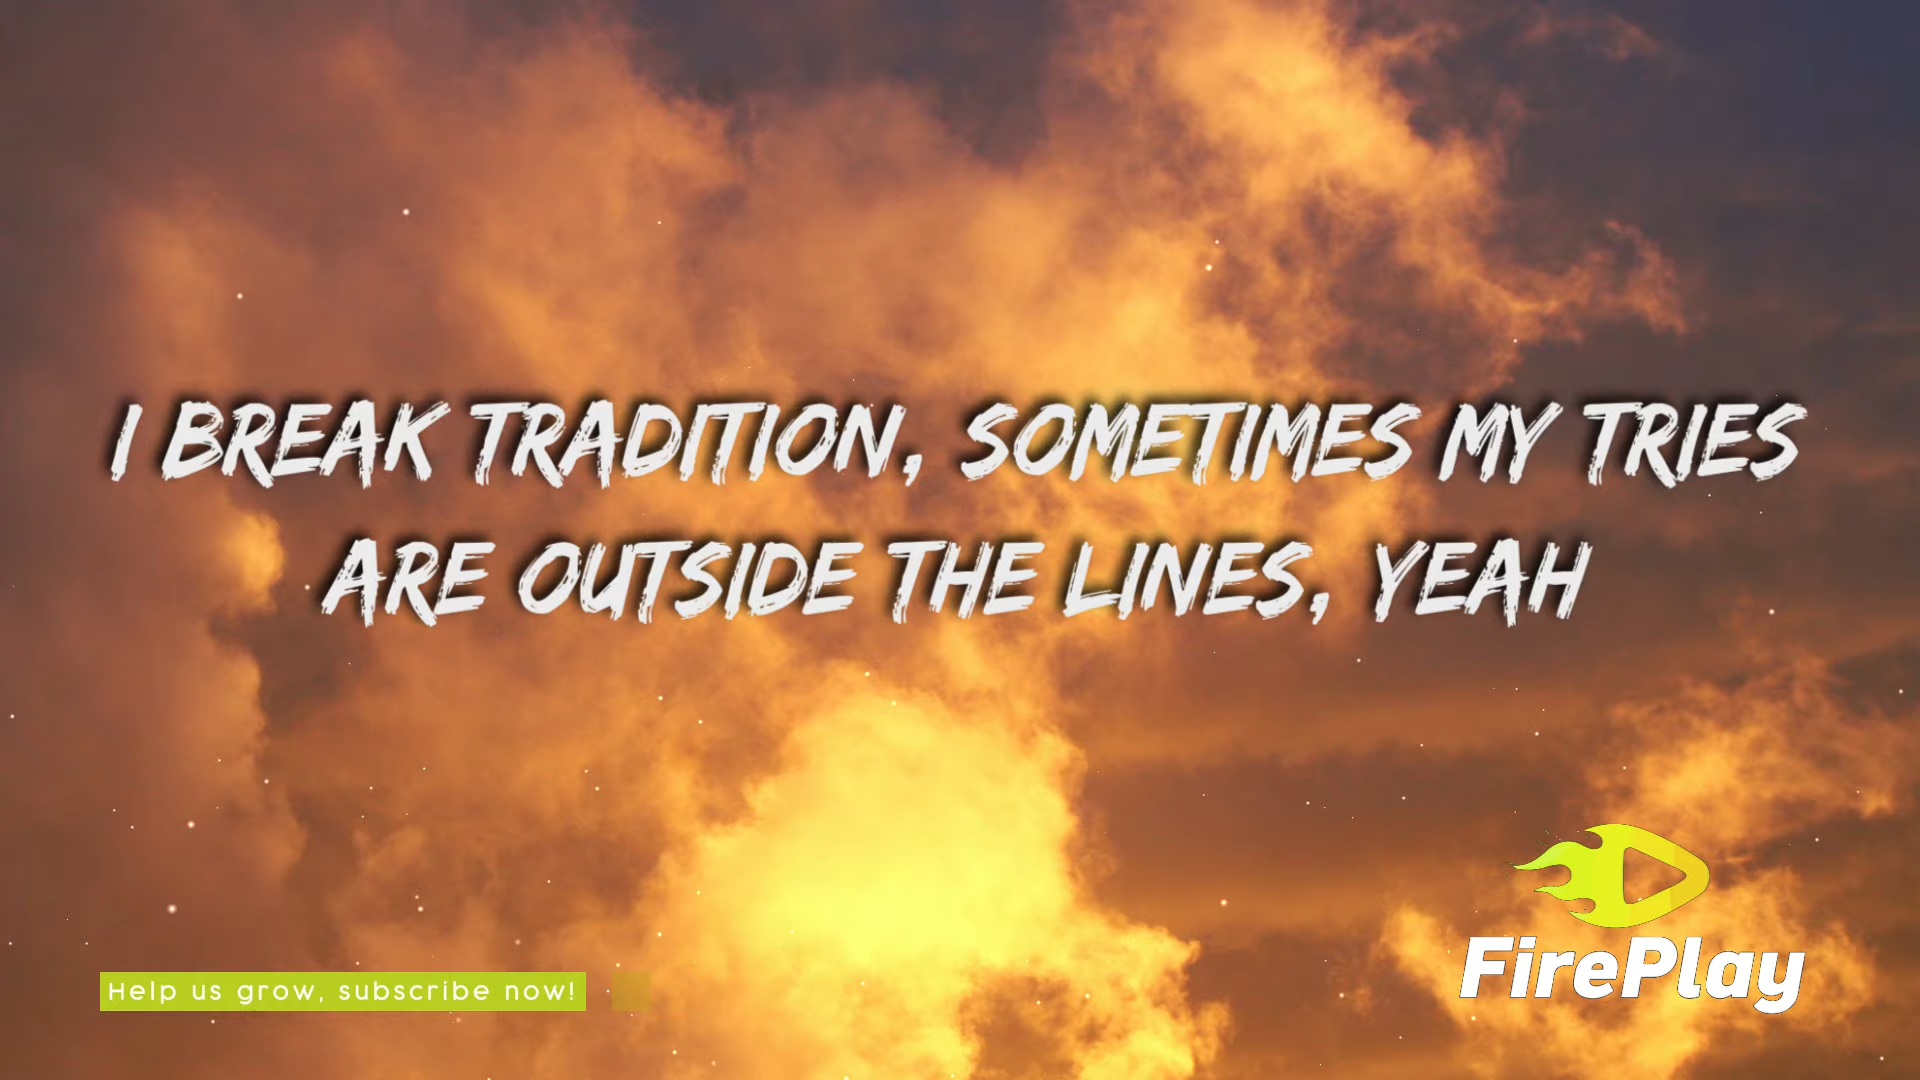 I BREAK TRADITION, SOMETIMES MY TRIES
ARE OUTSIDE THE LINES, YEAH
Help us grow, subscribe now!
FirePlay